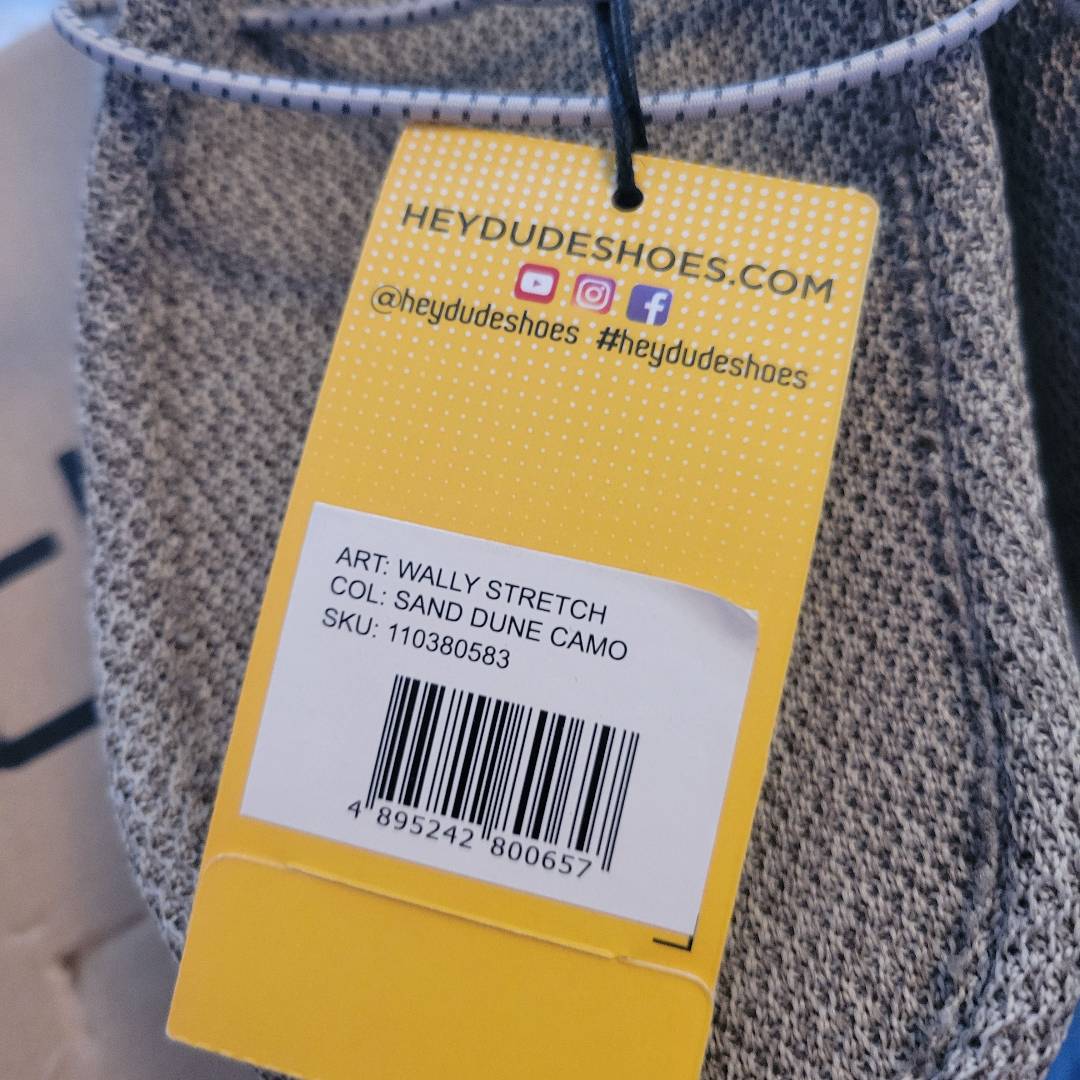 HEYDUDESHOES.COM
@heydudeshoes #heydudeshoes
ART: WALLY STRETCH
COL: SAND DUNE CAMO
SKU: 110380583
4 895242 800657